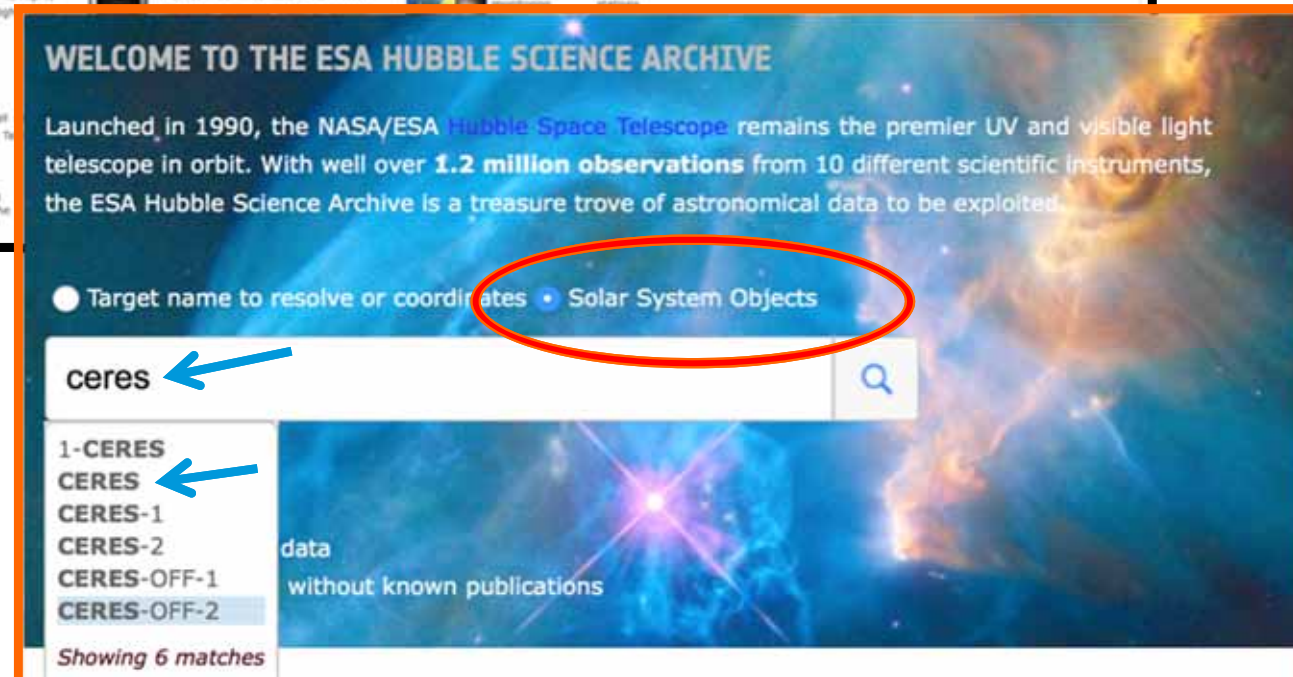 WELCOME TO THE ESA HUBBLE SCIENCE ARCHIVE
Launched in 1990, the NASA/ESA Hubble Space Telescope remains the premier UV and visible light
telescope in orbit. With well over 1.2 million observations from 10 different scientific instruments,
the ESA Hubble Science Archive is a treasure trove of astronomical data to be exploited.
Target name to resolve or coordinates Solar System Objects
ceres
1-CERES
CERES
CERES-1
CERES-2
data
CERES-OFF-1
without known publications
CERES-OFF-2
Showing 6 matches